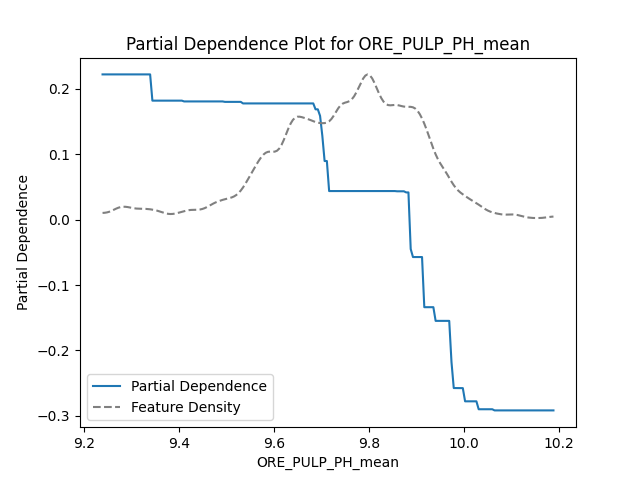 Partial Dependence Plot for ORE_PULP_PH_mean
Partial Dependence
0.2
0.1
0.0
−0.1
−0.2
−0.3
Partial Dependence
Feature Density
9.2 9.4 9.6 9.8 10.0 10.2
ORE_PULP_PH_mean